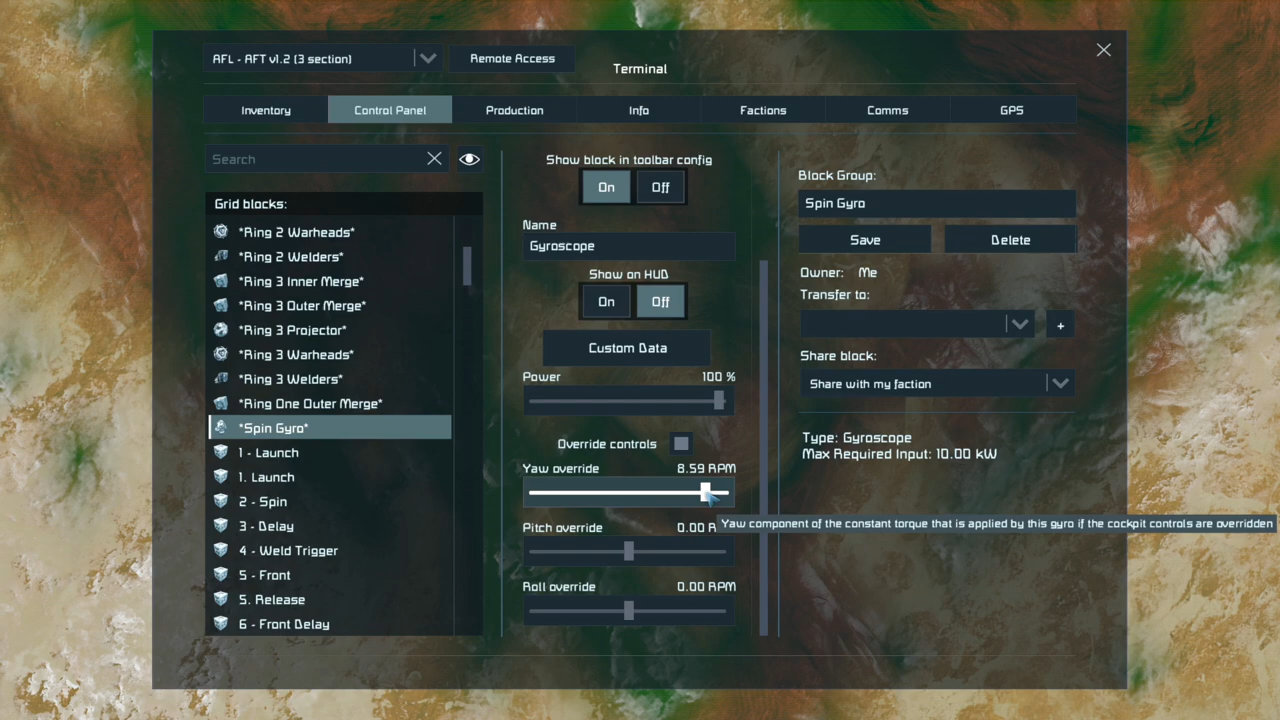 AFL - AFT v1.2 (3 section)
Remote Access
Terminal
Inventory
Control Panel
Production
Info
Factions
Comms
GPS
Search
Grid blocks:
*Ring 2 Warheads*
*Ring 2 Welders*
*Ring 3 Inner Merge*
*Ring 3 Outer Merge*
*Ring 3 Projector*
*Ring 3 Warheads*
*Ring 3 Welders*
*Ring One Outer Merge*
*Spin Gyro*
1 - Launch
1. Launch
2 - Spin
3 - Delay
4 - Weld Trigger
5 - Front
5. Release
6 - Front Delay
Show block in toolbar config
On Off
Name
Gyroscope
Show on HUD
On Off
Custom Data
Power 100 %
Override controls
Yaw override 8.59 RPM
Pitch override 0.00 R
Roll override 0.00 RPM
Block Group:
Spin Gyro
Save Delete
Owner: Me
Transfer to:
+
Share block:
Share with my faction
Type: Gyroscope
Max Required Input: 10.00 kW
Yaw component of the constant torque that is applied by this gyro if the cockpit controls are overridden